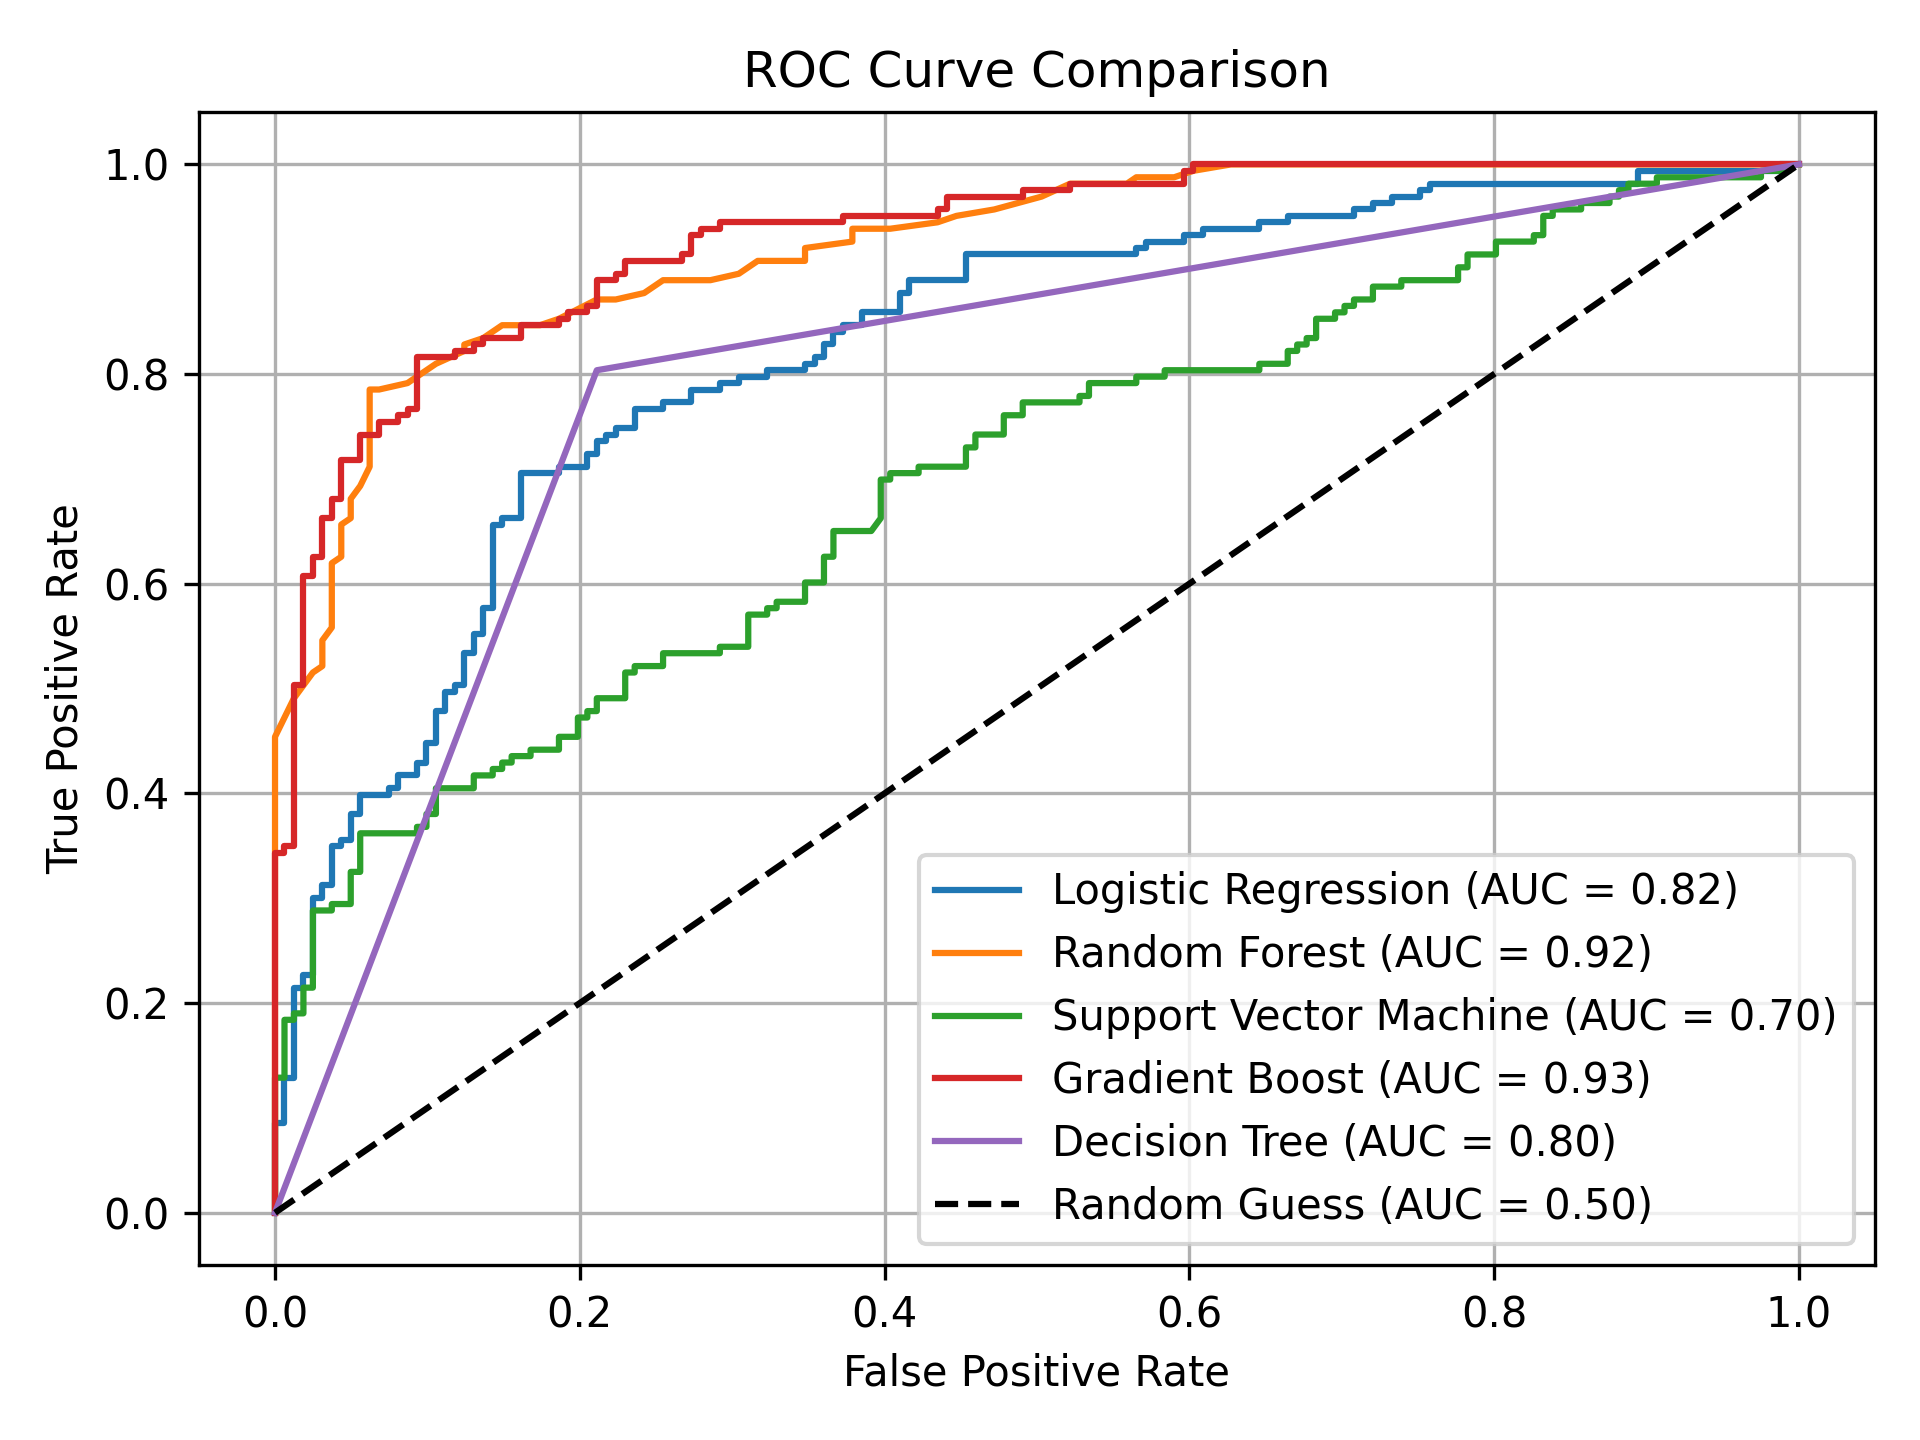 ROC Curve Comparison
1.0
0.8
0.6
0.4
0.2
0.0
True Positive Rate
Logistic Regression (AUC = 0.82)
Random Forest (AUC = 0.92)
Support Vector Machine (AUC = 0.70)
Gradient Boost (AUC = 0.93)
Decision Tree (AUC = 0.80)
Random Guess (AUC = 0.50)
0.0 0.2 0.4 0.6 0.8 1.0
False Positive Rate